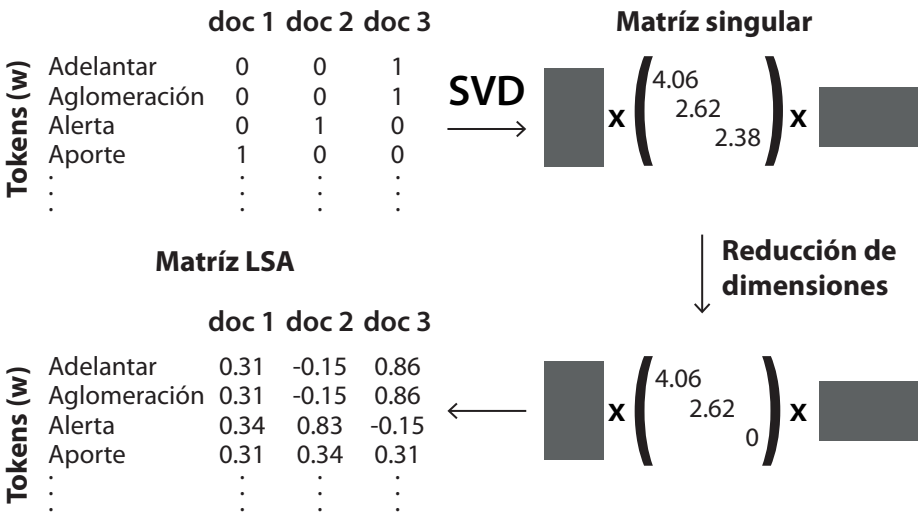 doc 1 doc 2 doc 3
Tokens (w)
Adelantar 0 0 1
Aglomeración 0 0 1
Alerta 0 1 0
Aporte 1 0 0
. . . .
. . . .
. . . .
SVD
Matríz singular
x ( 4.06
2.62
2.38 ) x
Reducción de
dimensiones
x ( 4.06
2.62
0 ) x
Matríz LSA
doc 1 doc 2 doc 3
Tokens (w)
Adelantar 0.31 -0.15 0.86
Aglomeración 0.31 -0.15 0.86
Alerta 0.34 0.83 -0.15
Aporte 0.31 0.34 0.31
. . . .
. . . .
. . . .